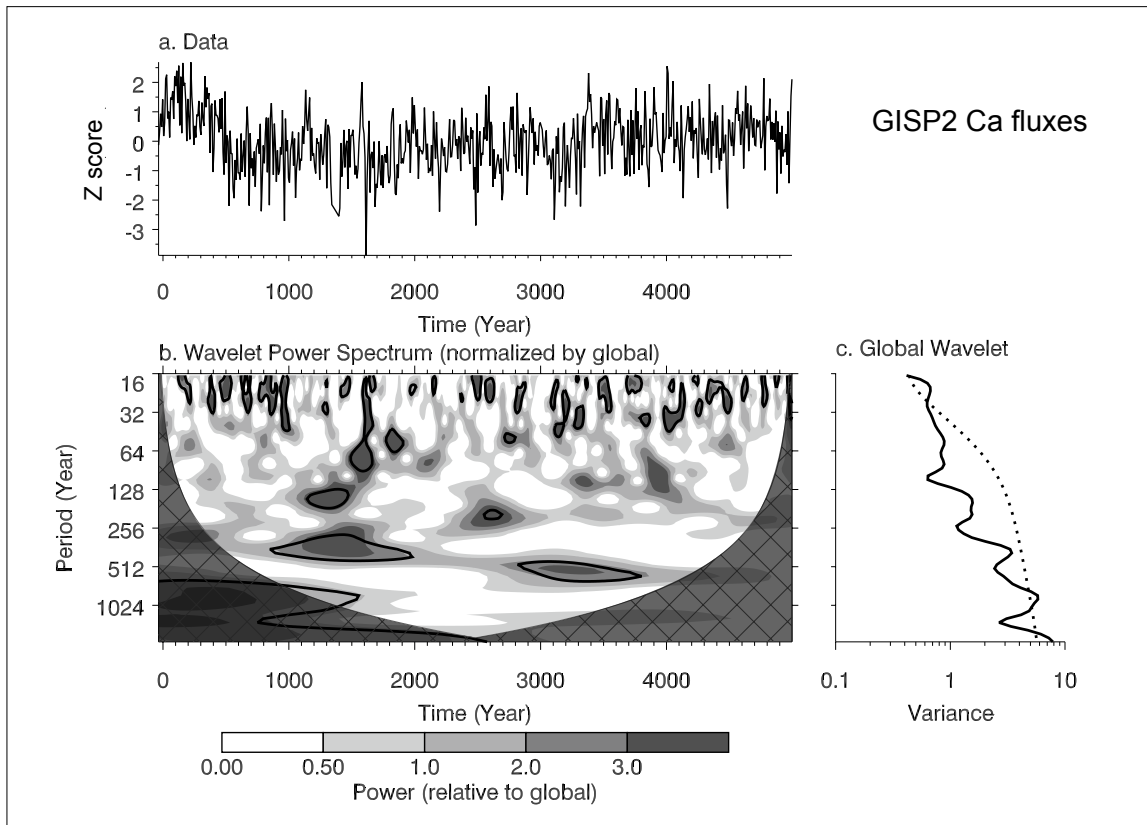 a. Data
GISP2 Ca fluxes
Z score
2
1
0
-1
-2
-3
0 1000 2000 3000 4000
Time (Year)
b. Wavelet Power Spectrum (normalized by global)
c. Global Wavelet
Period (Year)
16
32
64
128
256
512
1024
0 1000 2000 3000 4000
Time (Year)
0.1 1 10
Variance
0.00 0.50 1.0 2.0 3.0
Power (relative to global)